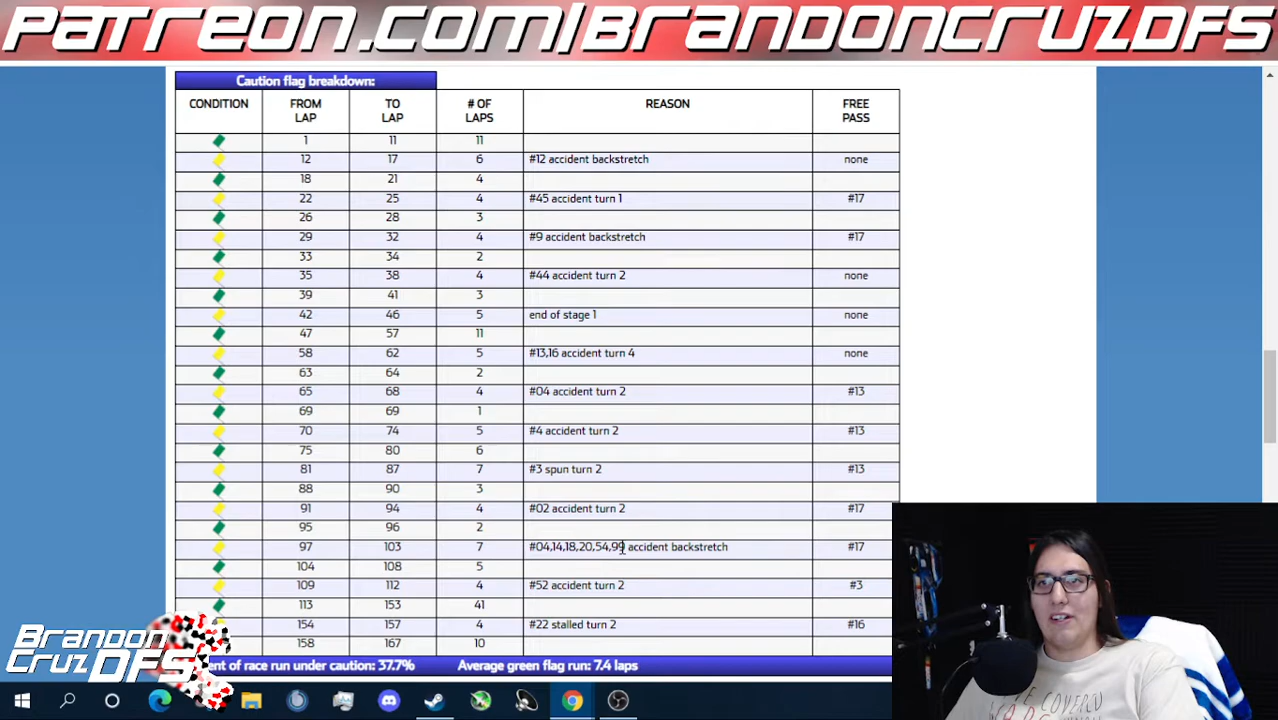 Patreon.com/BrandonCruzDFS
Caution flag breakdown:
CONDITION FROM LAP TO LAP # OF LAPS REASON FREE PASS
1 11 11
12 17 6 #12 accident backstretch none
18 21 4
22 25 4 #45 accident turn 1 #17
26 28 3
29 32 4 #9 accident backstretch #17
33 34 2
35 38 4 #44 accident turn 2 none
39 41 3
42 46 5 end of stage 1 none
47 57 11
58 62 5 #13,16 accident turn 4 none
63 64 2
65 68 4 #04 accident turn 2 #13
69 69 1
70 74 5 #4 accident turn 2 #13
75 80 6
81 87 7 #3 spun turn 2 #13
88 90 3
91 94 4 #02 accident turn 2 #17
95 96 2
97 103 7 #04,14,18,20,54,99 accident backstretch #17
104 108 5
109 112 4 #52 accident turn 2 #3
113 153 41
154 157 4 #22 stalled turn 2 #16
158 167 10
ent of race run under caution: 37.7% Average green flag run: 7.4 laps
Brandon
Cruz DFS